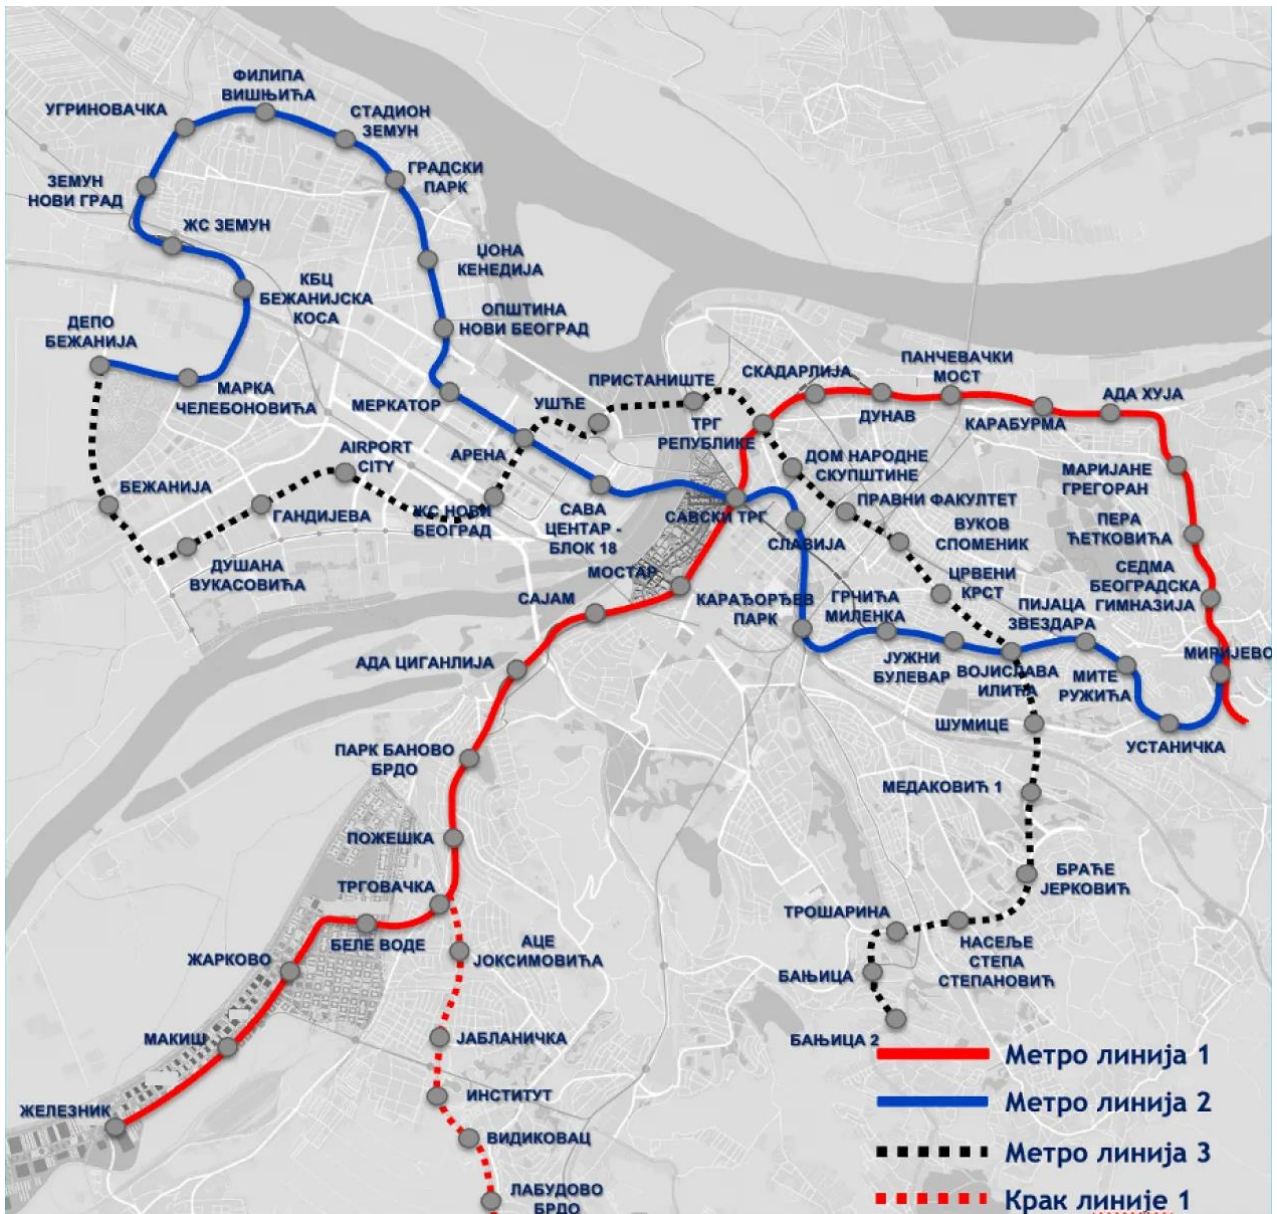 ФИЛИПА
ВИШЊИЋА
УГРИНОВАЧКА
СТАДИОН
ЗЕМУН
ГРАДСКИ
ПАРК
ЗЕМУН
НОВИ ГРАД
ЖС ЗЕМУН
ЏОНА
КЕНЕДИЈА
КБЦ
БЕЖАНИЈСКА
КОСА
ОПШТИНА
НОВИ БЕОГРАД
ДЕПО
БЕЖАНИЈА
МАРКА
ЧЕЛЕБОНОВИЋА
МЕРКАТОР
УШЋЕ
ПРИСТАНИШТЕ
СКАДАРЛИЈА
ПАНЧЕВАЧКИ
МОСТ
АДА ХУЈА
ДУНАВ
КАРАБУРМА
ТРГ
РЕПУБЛИКЕ
AIRPORT
CITY
АРЕНА
ДОМ НАРОДНЕ
СКУПШТИНЕ
МАРИЈАНЕ
ГРЕГОРАН
БЕЖАНИЈА
ГАНДИЈЕВА
ЖС НОВИ
БЕОГРАД
САВА
ЦЕНТАР -
БЛОК 18
САВСКИ ТРГ
ПРАВНИ ФАКУЛТЕТ
ВУКОВ
СПОМЕНИК
ПЕРА
ЋЕТКОВИЋА
СЛАВИЈА
ДУШАНА
ВУКАСОВИЋА
МОСТАР
САЈАМ
КАРАЂОРЂЕВ
ПАРК
ГРЧИЋА
МИЛЕНКА
ЦРВЕНИ
КРСТ
ПИЈАЦА
ЗВЕЗДАРА
СЕДМА
БЕОГРАДСКА
ГИМНАЗИЈА
АДА ЦИГАНЛИЈА
ЈУЖНИ
БУЛЕВАР
ВОЈИСЛАВА
ИЛИЋА
МИТЕ
РУЖИЋА
МИРИЈЕВО
ШУМИЦЕ
УСТАНИЧКА
ПАРК БАНОВО
БРДО
МЕДАКОВИЋ 1
ПОЖЕШКА
ТРГОВАЧКА
БРАЋЕ
ЈЕРКОВИЋ
ТРОШАРИНА
БЕЛЕ ВОДЕ
АЦЕ
ЈОКСИМОВИЋА
НАСЕЉЕ
СТЕПА
СТЕПАНОВИЋ
ЖАРКОВО
БАЊИЦА
МАКИШ
ЈАБЛАНИЧКА
БАЊИЦА 2
ИНСТИТУТ
ЖЕЛЕЗНИК
ВИДИКОВАЦ
ЛАБУДОВО
БРДО
Метро линија 1
Метро линија 2
Метро линија 3
Крак линије 1